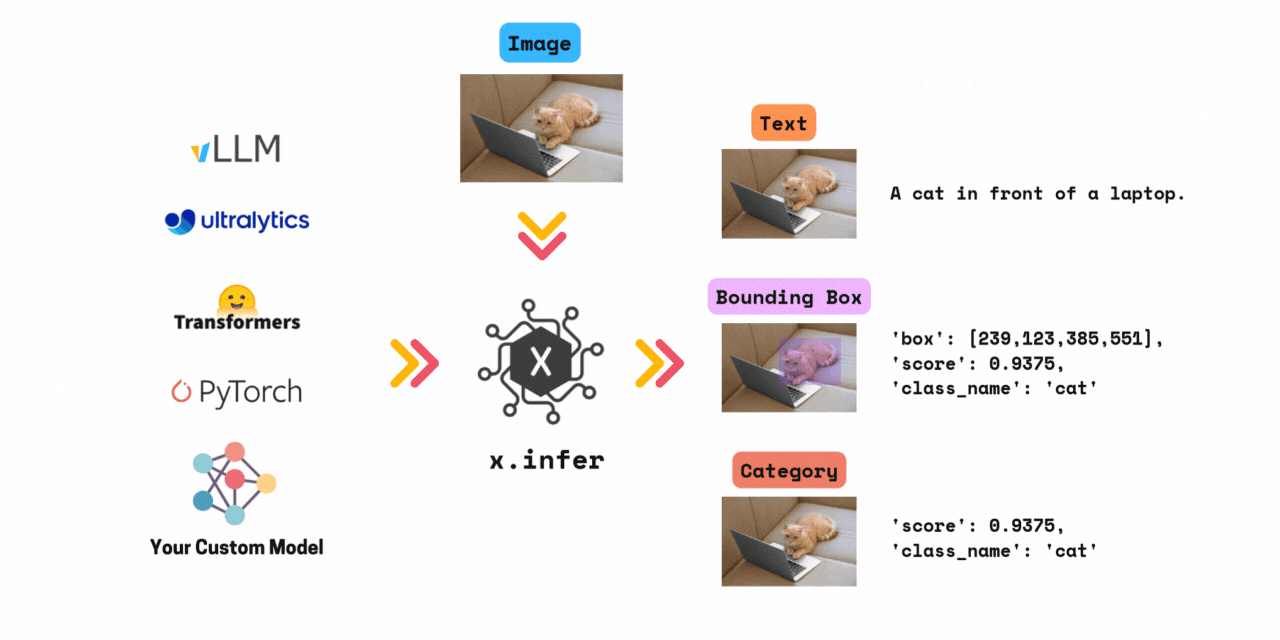 Image
vLLM
ultralytics
Transformers
PyTorch
Your Custom Model
X
x.infer
Text
A cat in front of a laptop.
Bounding Box
'box': [239,123,385,551],
'score': 0.9375,
'class_name': 'cat'
Category
'score': 0.9375,
'class_name': 'cat'